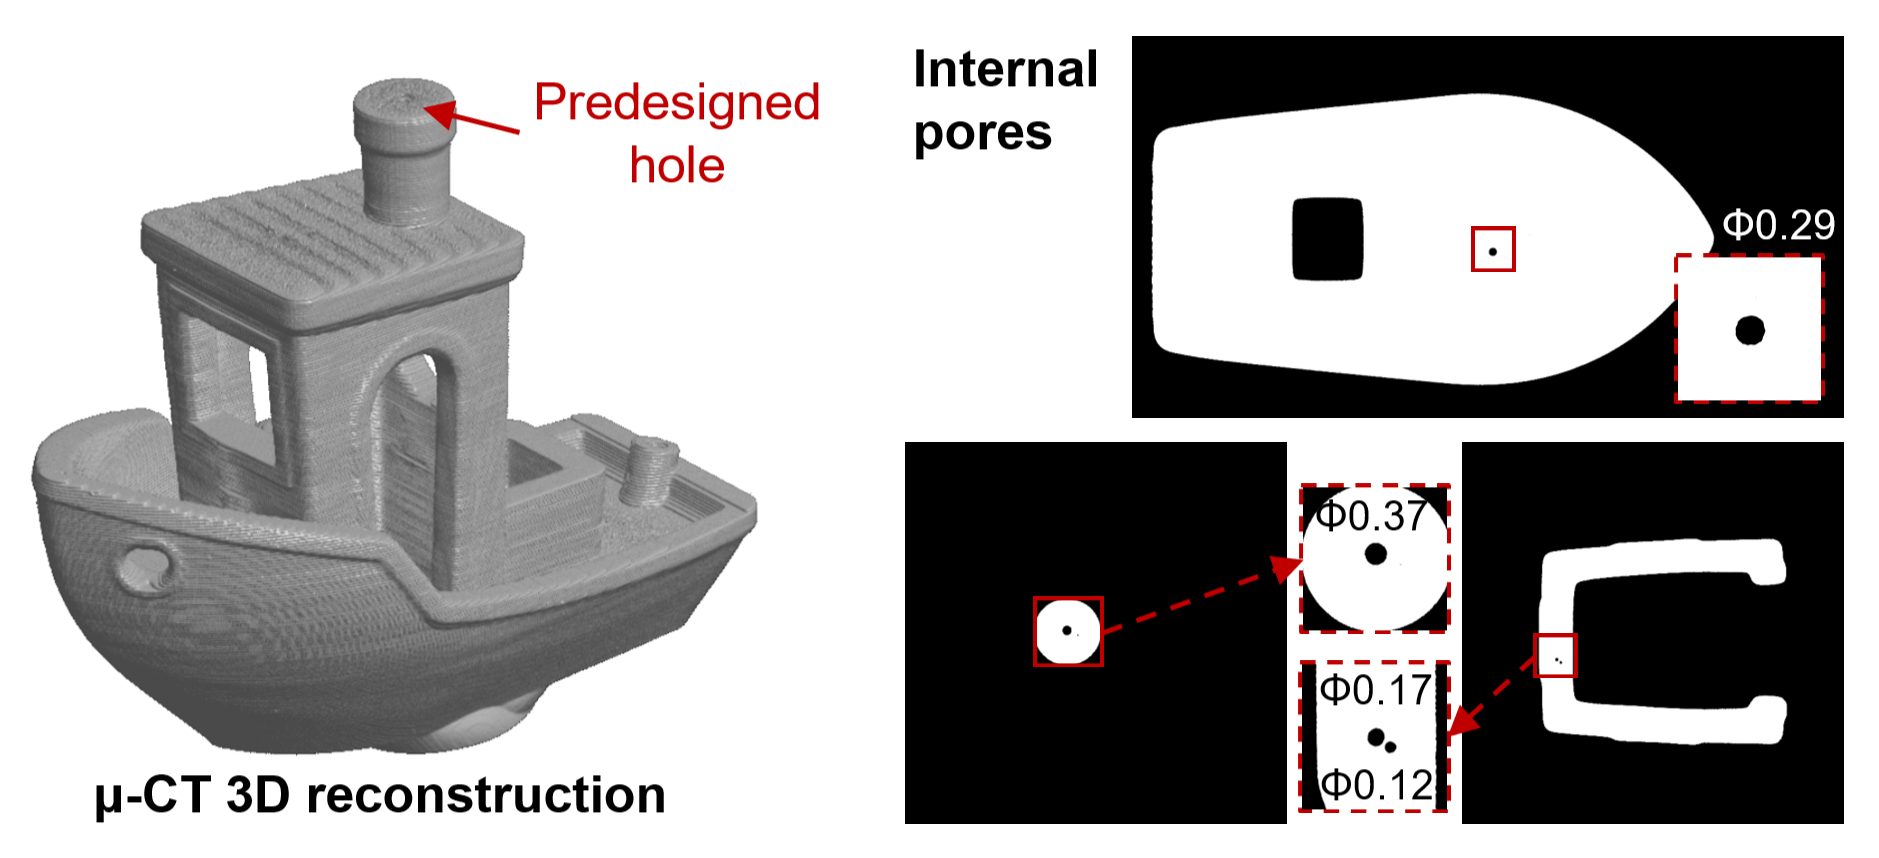 Predesigned
hole
μ-CT 3D reconstruction
Internal
pores
Φ0.29
Φ0.37
Φ0.17
Φ0.12